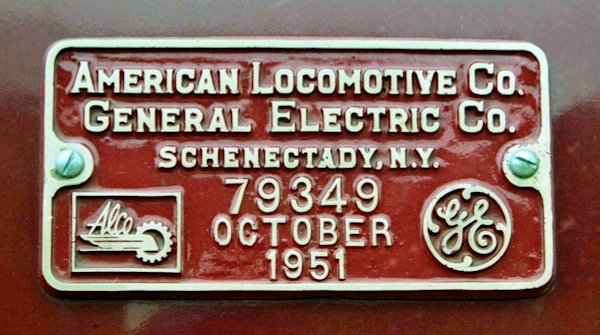 AMERICAN LOCOMOTIVE CO.
GENERAL ELECTRIC CO.
SCHENECTADY, N.Y.
79349
OCTOBER
1951
Alco
GE